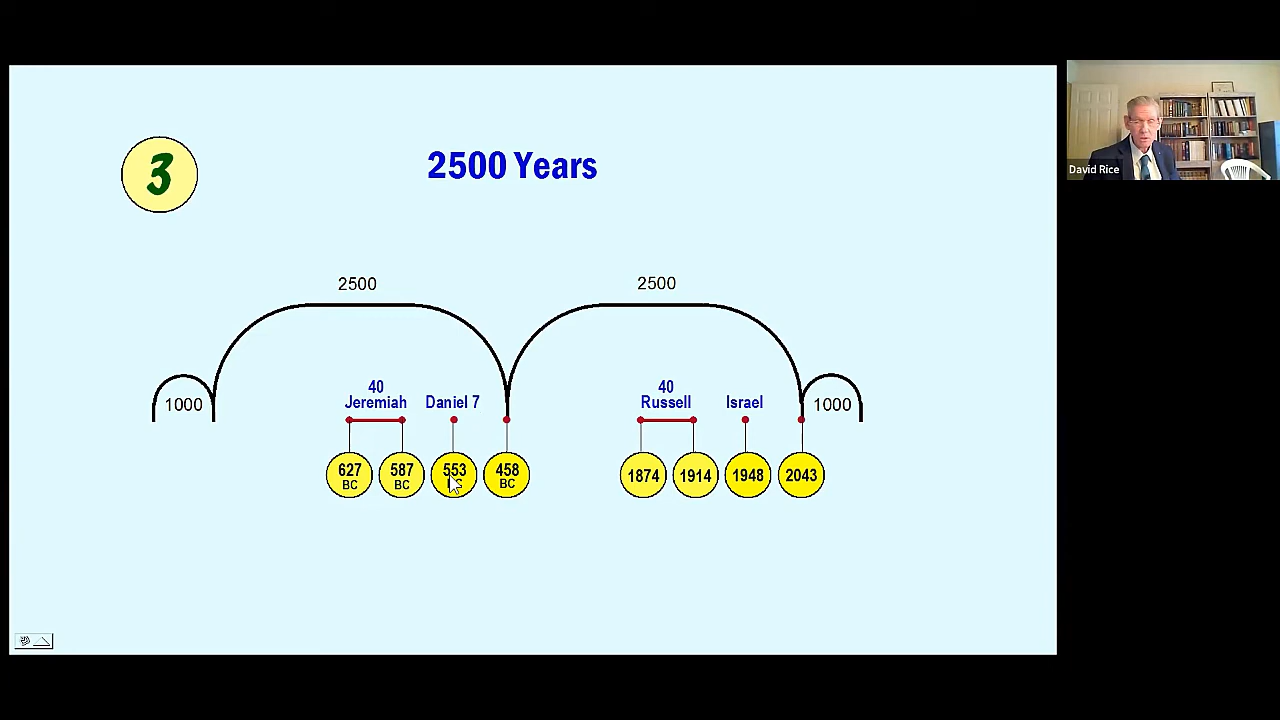 3
2500 Years
2500
2500
1000
40
Jeremiah
Daniel 7
40
Russell
Israel
1000
627
BC
587
BC
553
458
BC
1874
1914
1948
2043
David Rice